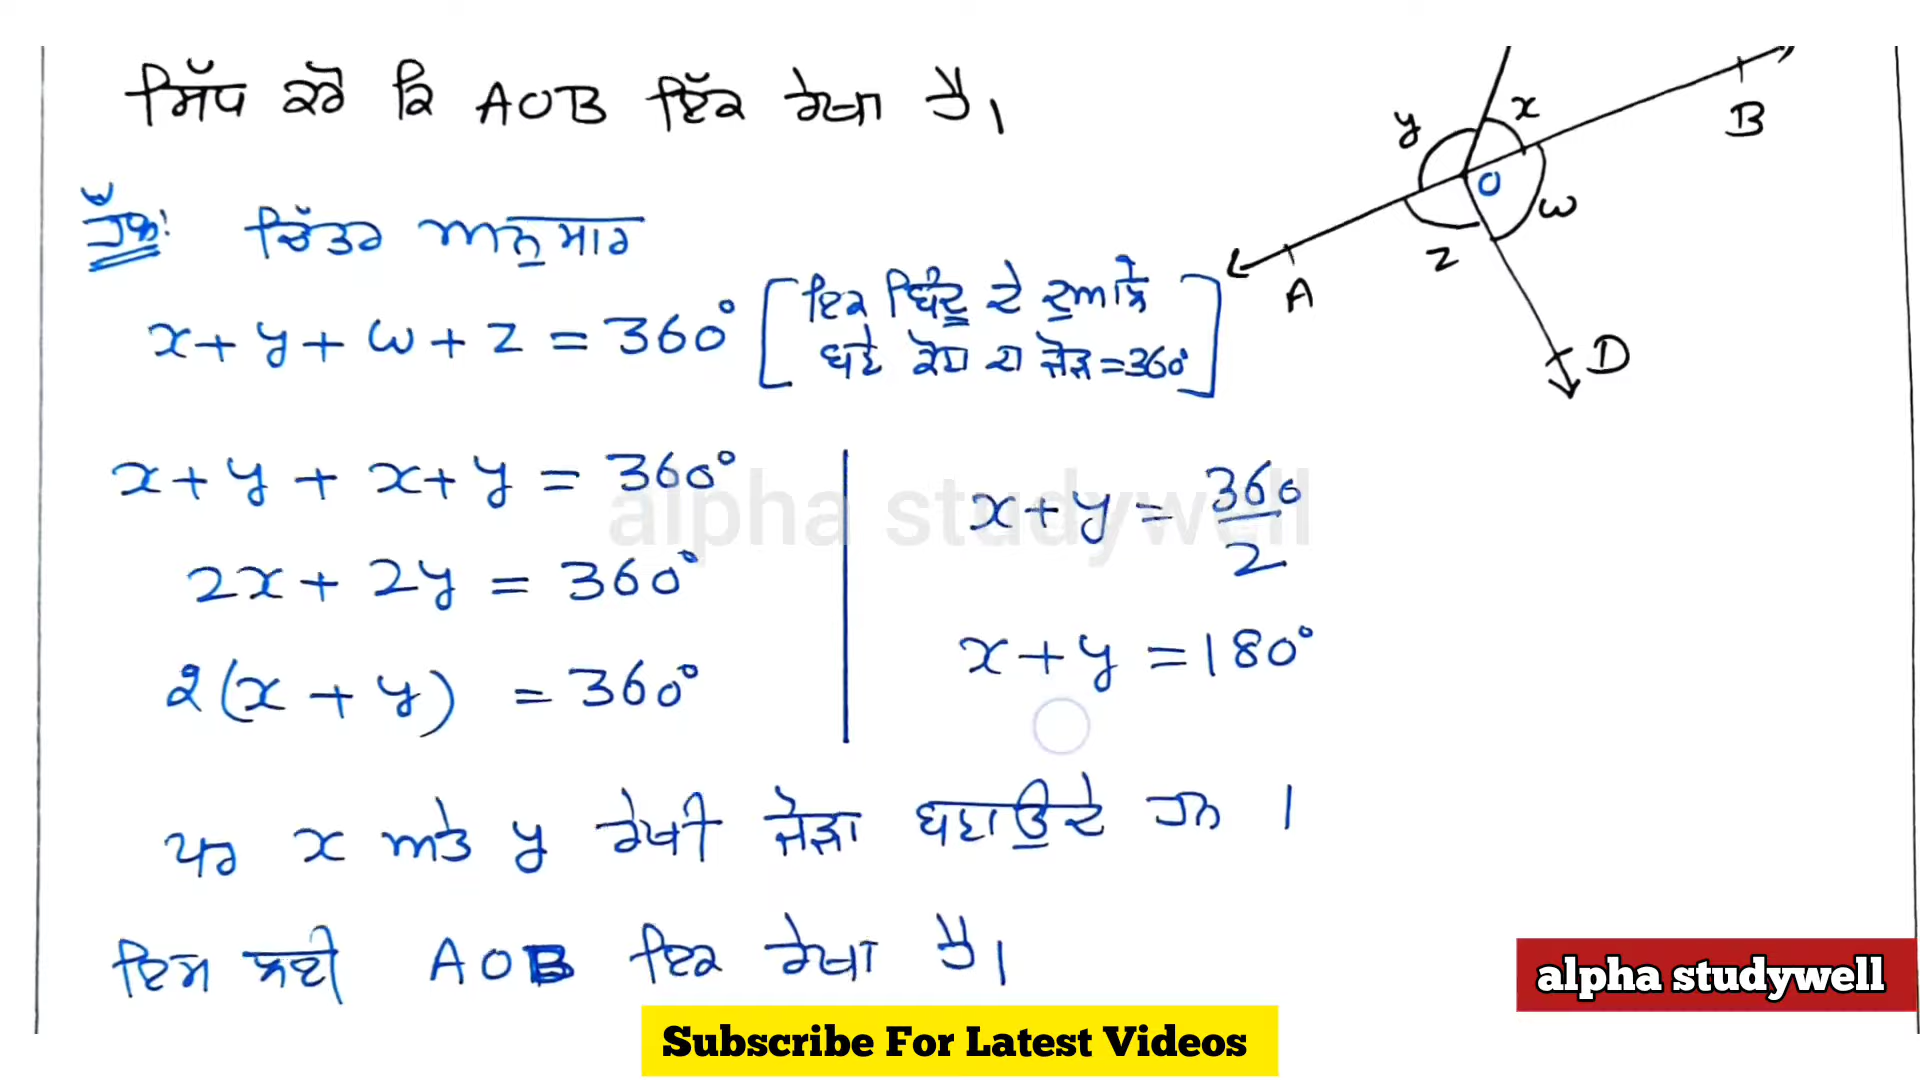 ਸਿੱਧ ਕਰੋ ਕਿ AOB ਇੱਕ ਰੇਖਾ ਹੈ।
y
x
B
O
w
z
A
D
ਹੱਲ: ਚਿੱਤਰ ਅਨੁਸਾਰ
x + y + w + z = 360° [ਇਕ ਬਿੰਦੂ ਦੇ ਦੁਆਲੇ
ਬਣੇ ਕੋਣਾ ਦਾ ਜੋੜ = 360°]
x + y + x + y = 360°
2x + 2y = 360°
2(x + y) = 360°
x + y = 360/2
x + y = 180°
ਪਰ x ਅਤੇ y ਰੇਖੀ ਜੋੜਾ ਬਣਾਉਂਦੇ ਹਨ।
ਇਸ ਲਈ AOB ਇਕ ਰੇਖਾ ਹੈ।
alpha studywell
alpha studywell
Subscribe For Latest Videos